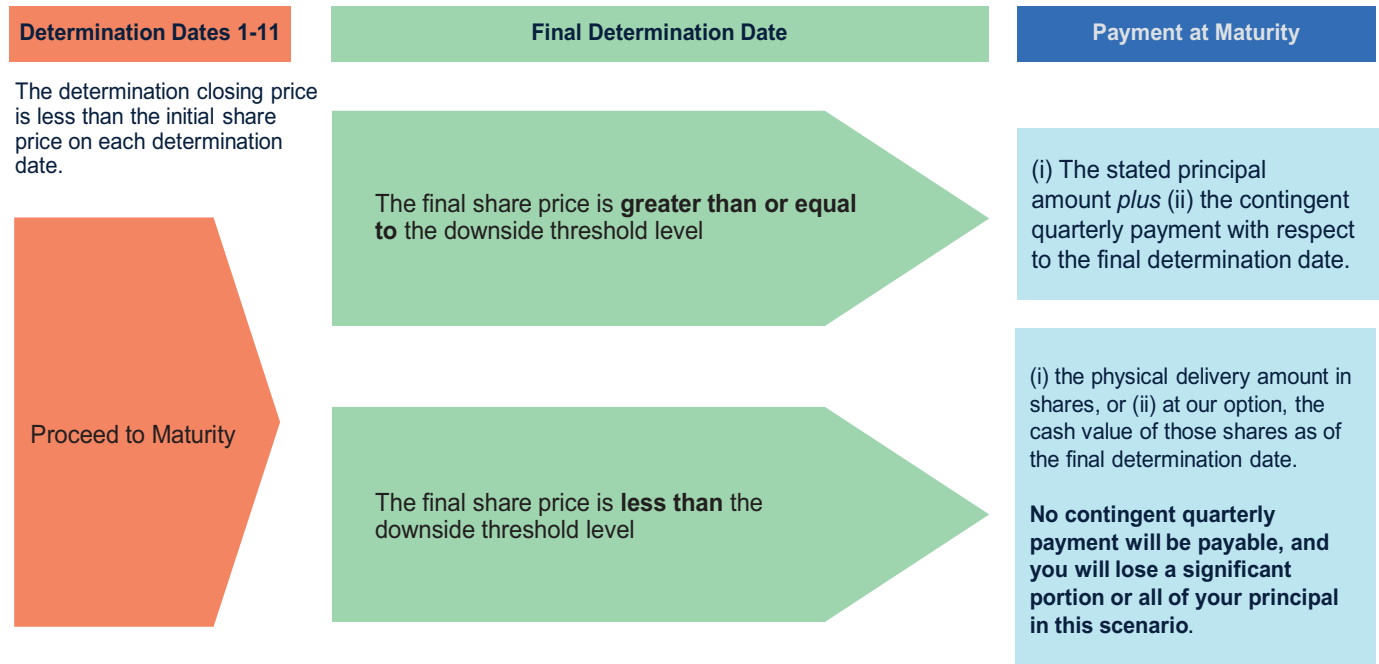 Determination Dates 1-11
Final Determination Date
Payment at Maturity
The determination closing price
is less than the initial share
price on each determination
date.
Proceed to Maturity
The final share price is greater than or equal
to the downside threshold level
(i) The stated principal
amount plus (ii) the contingent
quarterly payment with respect
to the final determination date.
The final share price is less than the
downside threshold level
(i) the physical delivery amount in
shares, or (ii) at our option, the
cash value of those shares as of
the final determination date.
No contingent quarterly
payment will be payable, and
you will lose a significant
portion or all of your principal
in this scenario.